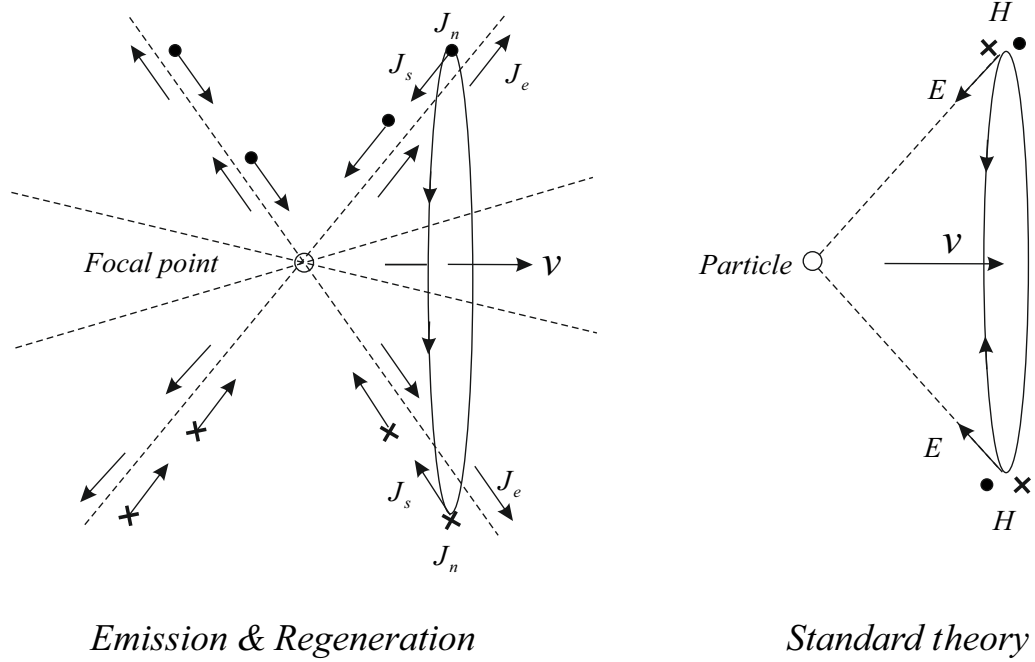 J_n
J_s
J_e
Focal point
v
J_s
J_e
J_n
Emission & Regeneration
H
E
Particle
v
E
H
Standard theory